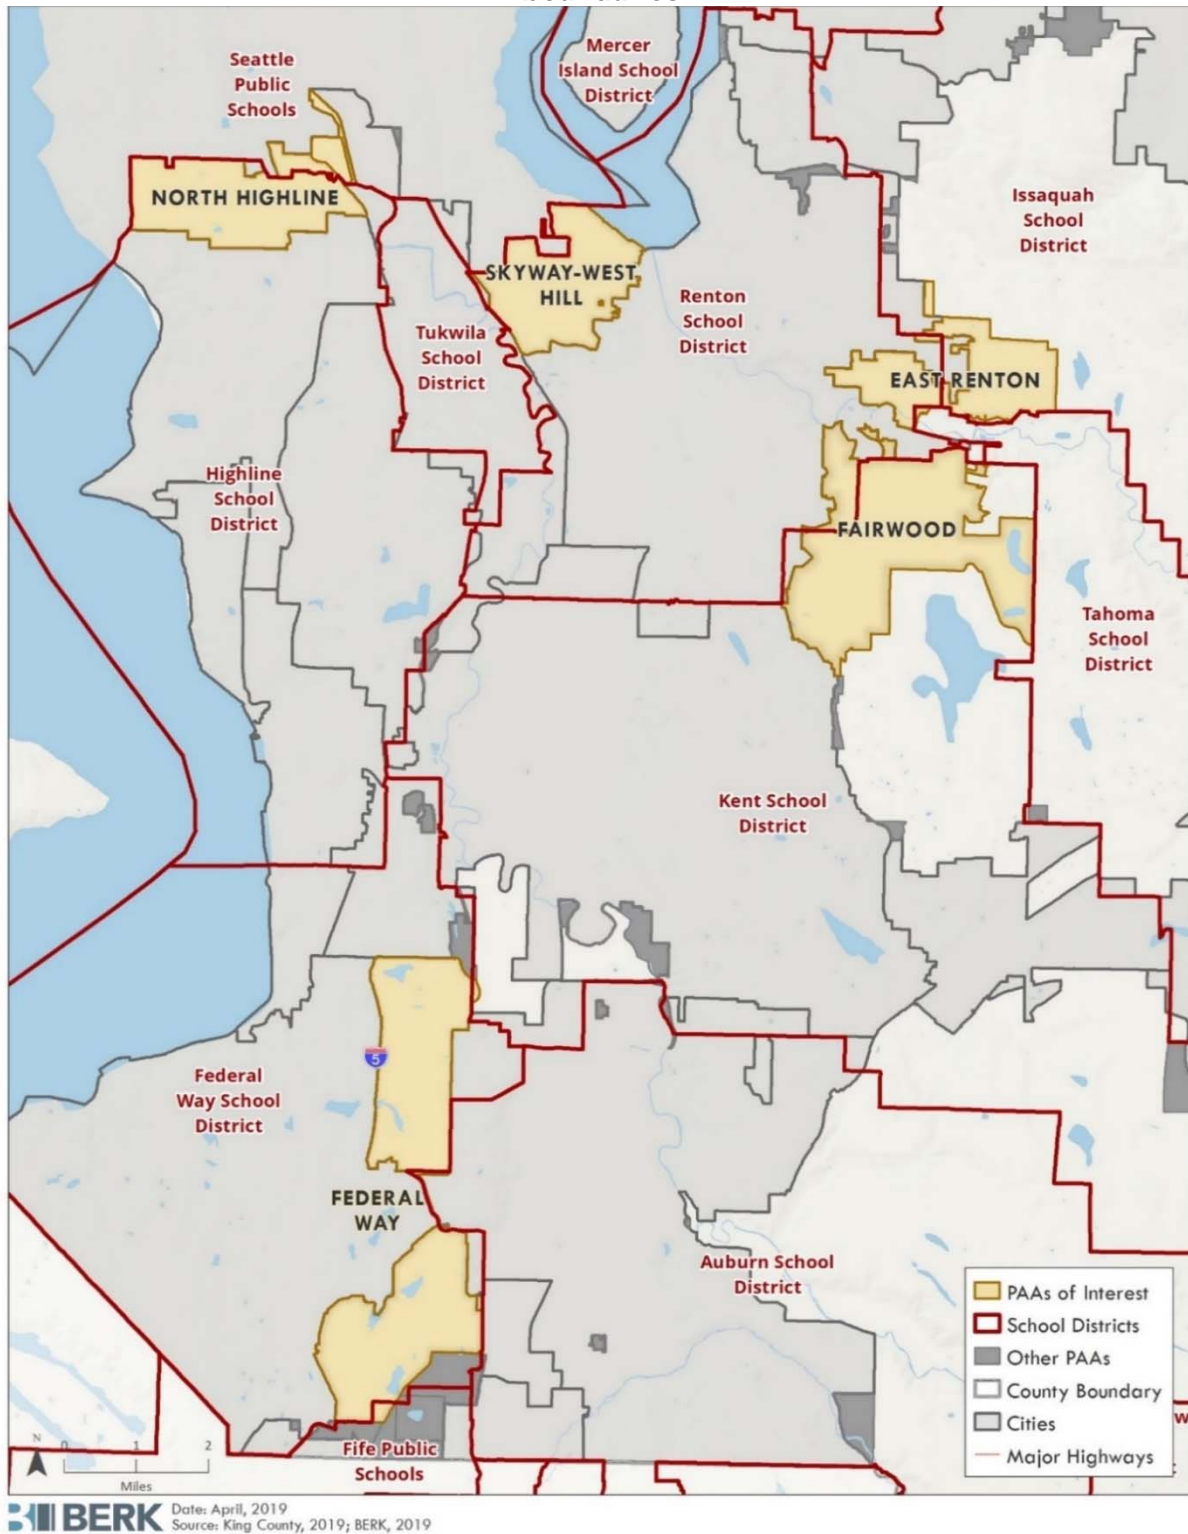 Seattle
Public
Schools
Mercer
Island School
District
NORTH HIGHLINE
Issaquah
School
District
SKYWAY-WEST
HILL
Renton
School
District
Tukwila
School
District
EAST RENTON
Highline
School
District
FAIRWOOD
Tahoma
School
District
Kent School
District
5
Federal
Way School
District
FEDERAL
WAY
Auburn School
District
PAAs of Interest
School Districts
Other PAAs
County Boundary
Cities
Major Highways
Fife Public
Schools
N
0 1 2
Miles
BERK
Date: April, 2019
Source: King County, 2019; BERK, 2019